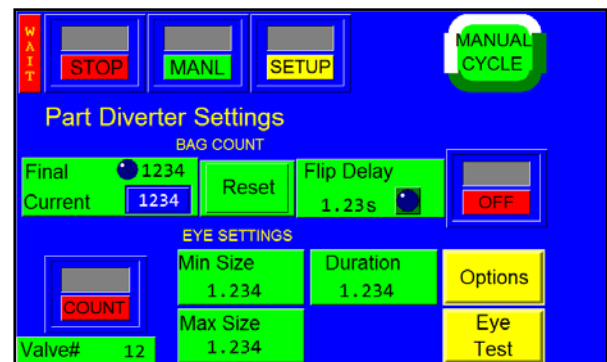 WAIT
STOP
MANL
SETUP
MANUAL
CYCLE
Part Diverter Settings
BAG COUNT
Final 1234
Current 1234
Reset
Flip Delay
1.23s
OFF
EYE SETTINGS
COUNT
Min Size
1.234
Duration
1.234
Options
Valve# 12
Max Size
1.234
Eye
Test